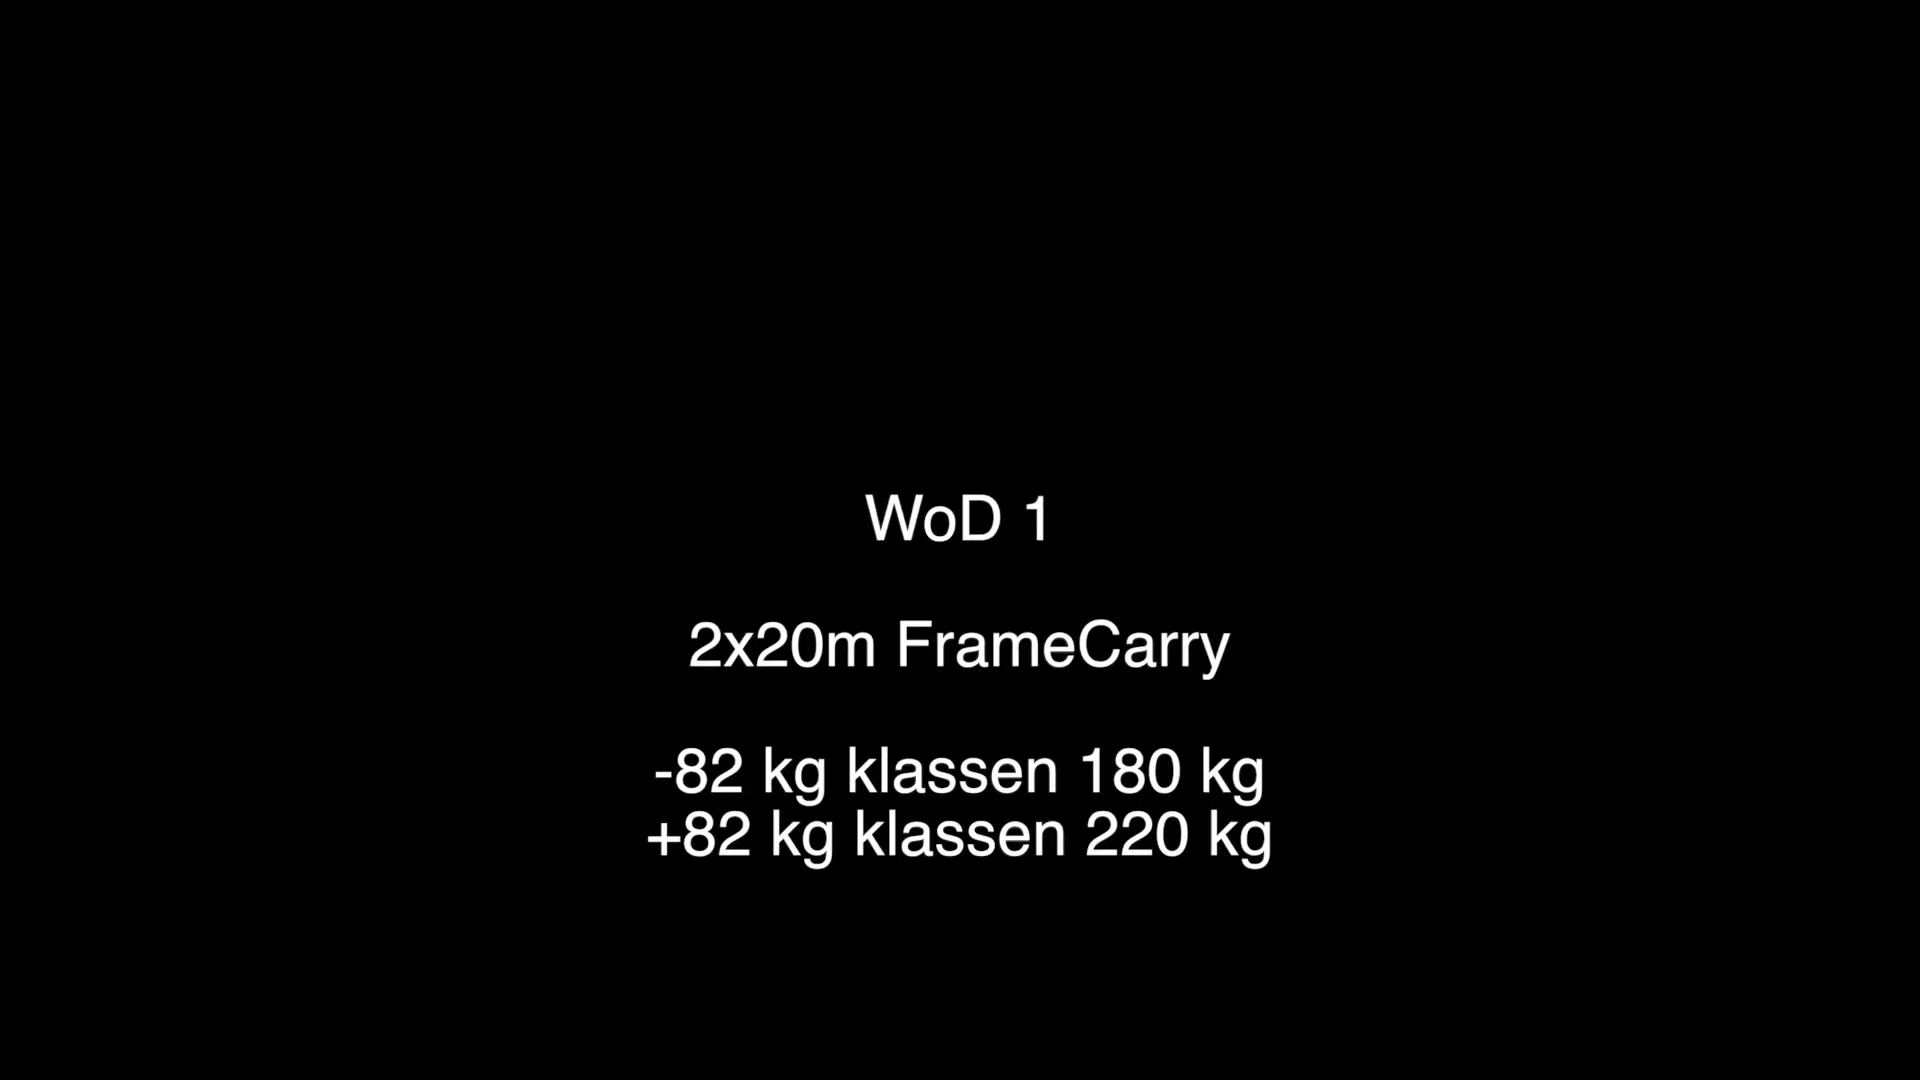 WoD 1
2x20m FrameCarry
-82 kg klassen 180 kg
+82 kg klassen 220 kg